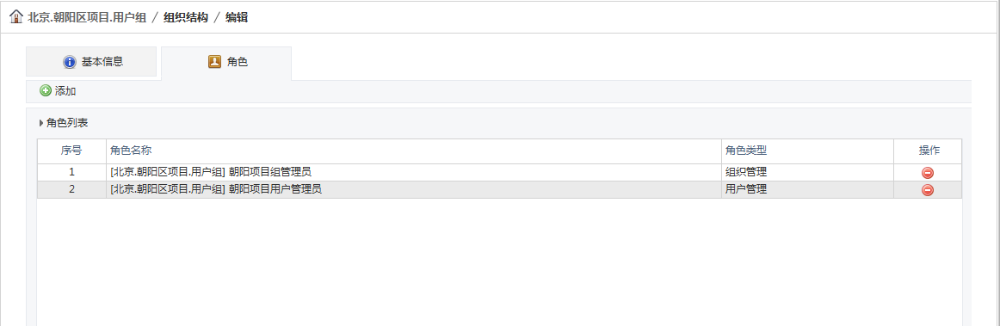 北京.朝阳区项目.用户组 / 组织结构 / 编辑
基本信息 角色
添加
角色列表
序号 角色名称 角色类型 操作
1 [北京.朝阳区项目.用户组] 朝阳项目组管理员 组织管理
2 [北京.朝阳区项目.用户组] 朝阳项目用户管理员 用户管理